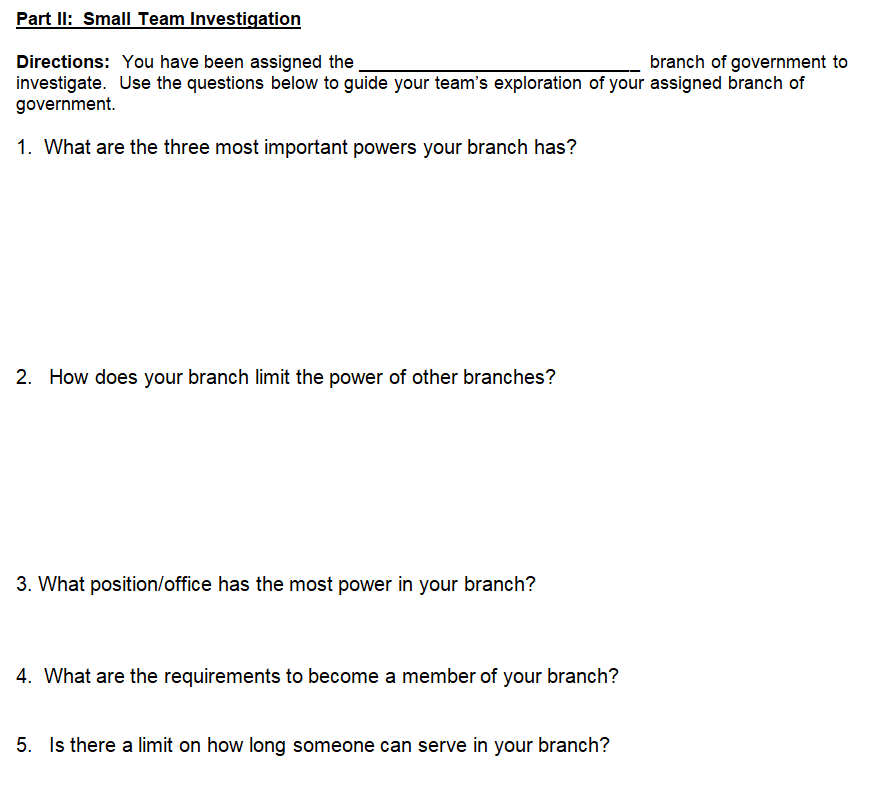 Part II:  Small Team Investigation
Directions:  You have been assigned the ______________________________ branch of government to
investigate.  Use the questions below to guide your team's exploration of your assigned branch of
government.
1.  What are the three most important powers your branch has?
2.   How does your branch limit the power of other branches?
3. What position/office has the most power in your branch?
4.  What are the requirements to become a member of your branch?
5.   Is there a limit on how long someone can serve in your branch?